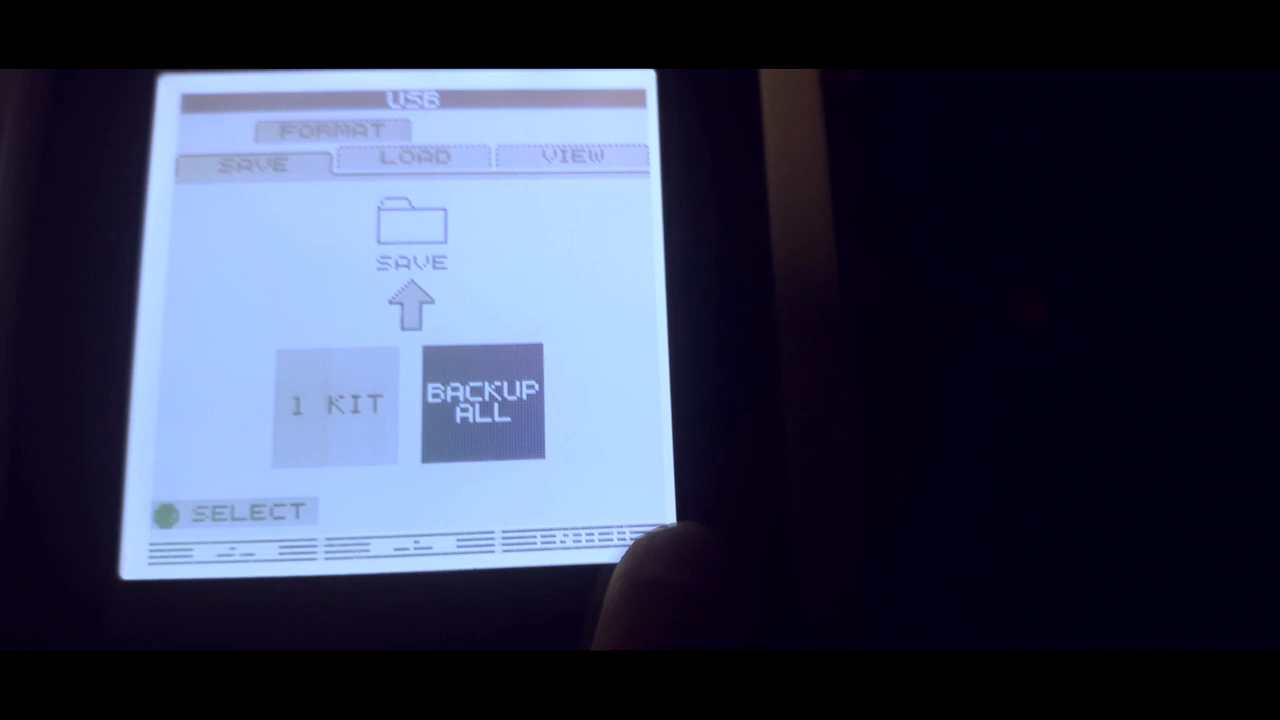 USB
FORMAT
SAVE LOAD VIEW
SAVE
1 KIT
BACKUP
ALL
SELECT